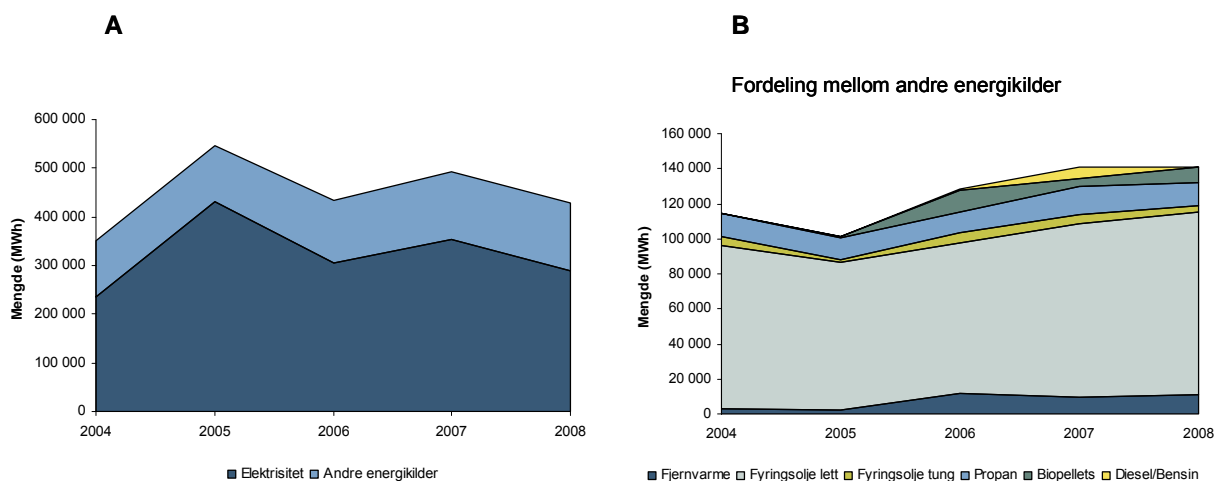 A
600 000
500 000
400 000
300 000
200 000
100 000
0
Mengde (MWh)
2004 2005 2006 2007 2008
Elektrisitet Andre energikilder
B
Fordeling mellom andre energikilder
160 000
140 000
120 000
100 000
80 000
60 000
40 000
20 000
0
Mengde (MWh)
2004 2005 2006 2007 2008
Fjernvarme Fyringsolje lett Fyringsolje tung Propan Biopellets Diesel/Bensin